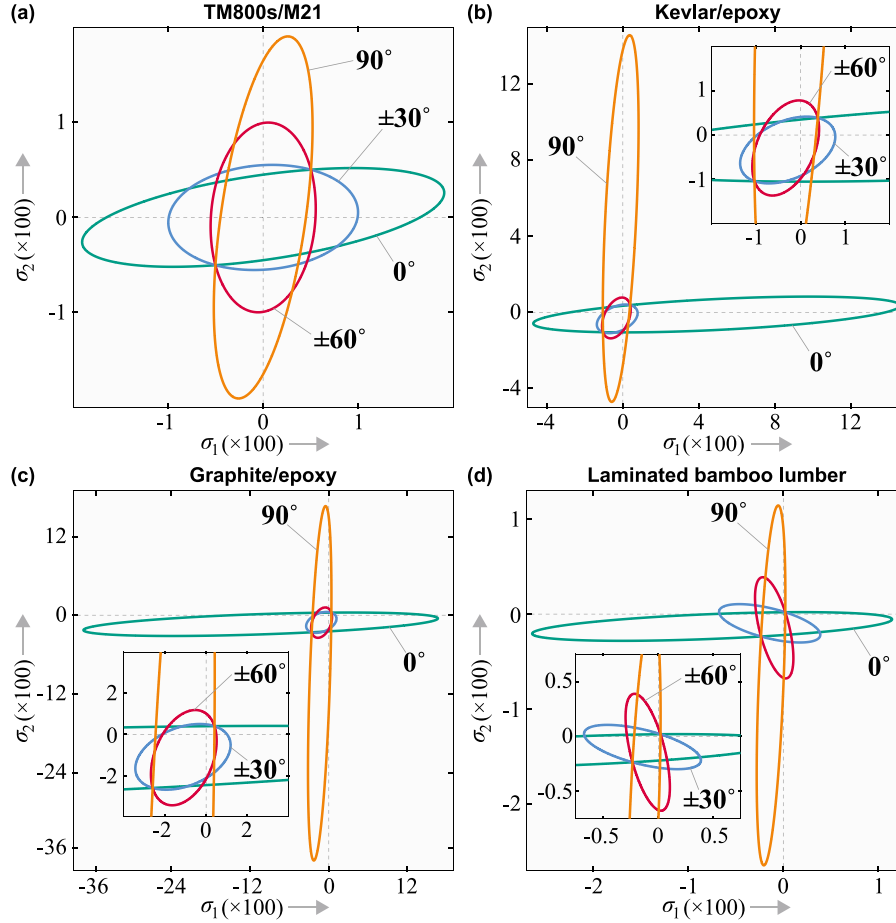 (a) TM800s/M21
90°
±30°
0°
±60°
1
0
-1
σ2 (×100)
-1 0 1
σ1 (×100)
(b) Kevlar/epoxy
90°
0°
12
8
4
0
-4
σ2 (×100)
-4 0 4 8 12
σ1 (×100)
±60°
±30°
1
0
-1
-1 0 1
(c) Graphite/epoxy
90°
0°
12
0
-12
-24
-36
σ2 (×100)
-36 -24 -12 0 12
σ1 (×100)
±60°
±30°
2
0
-2
-2 0 2
(d) Laminated bamboo lumber
90°
0°
1
0
-1
-2
σ2 (×100)
-2 -1 0 1
σ1 (×100)
±60°
±30°
0.5
0
-0.5
-0.5 0 0.5